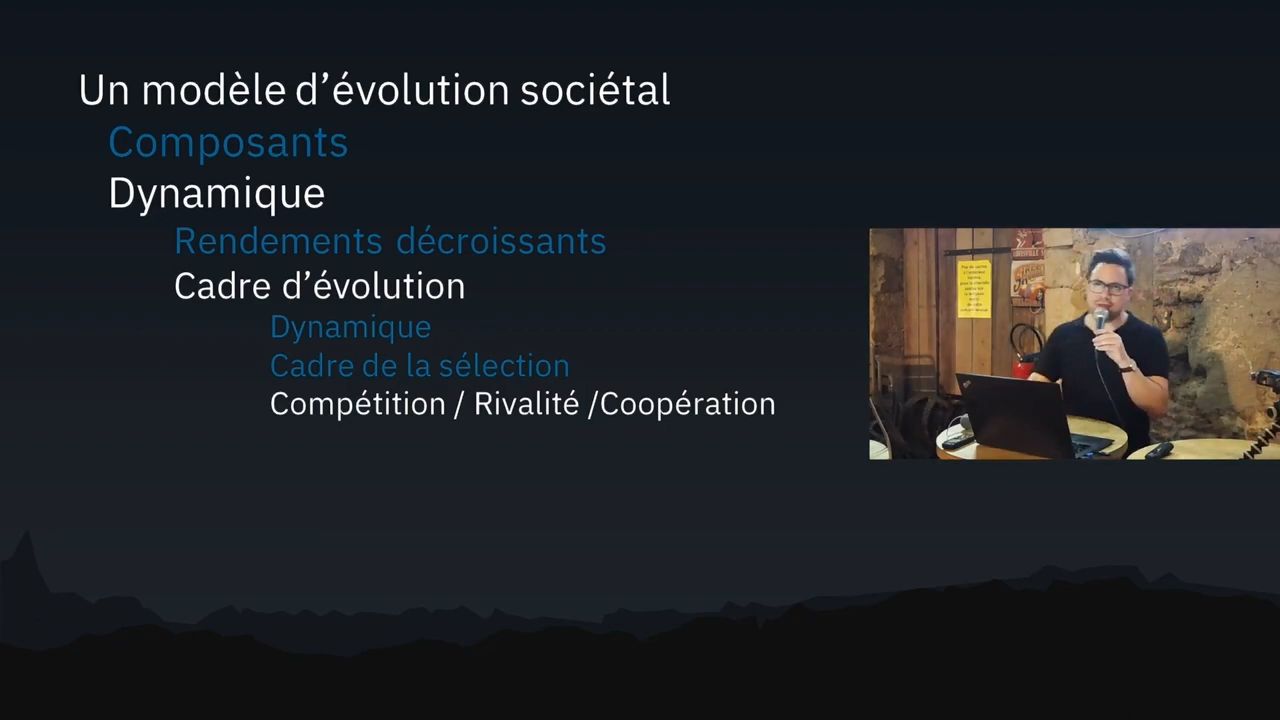 Un modèle d’évolution sociétal
Composants
Dynamique
Rendements décroissants
Cadre d’évolution
Dynamique
Cadre de la sélection
Compétition / Rivalité /Coopération